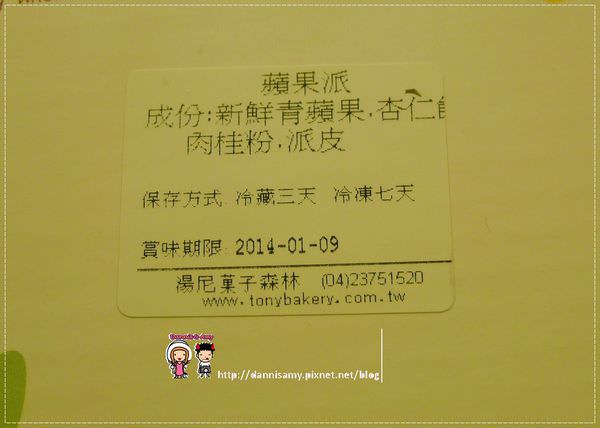 蘋果派
成份:新鮮青蘋果.杏仁
肉桂粉.派皮
保存方式: 冷藏三天 冷凍七天
賞味期限: 2014-01-09
湯尼菓子森林 (04)23751520
www.tonybakery.com.tw
Dannis & Amy
http://dannisamy.pixnet.net/blog